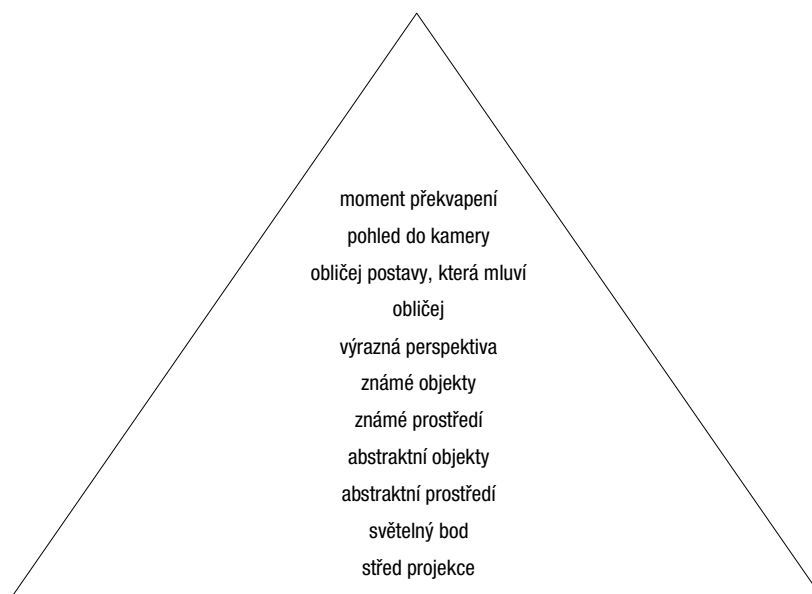 moment překvapení
pohled do kamery
obličej postavy, která mluví
obličej
výrazná perspektiva
známé objekty
známé prostředí
abstraktní objekty
abstraktní prostředí
světelný bod
střed projekce